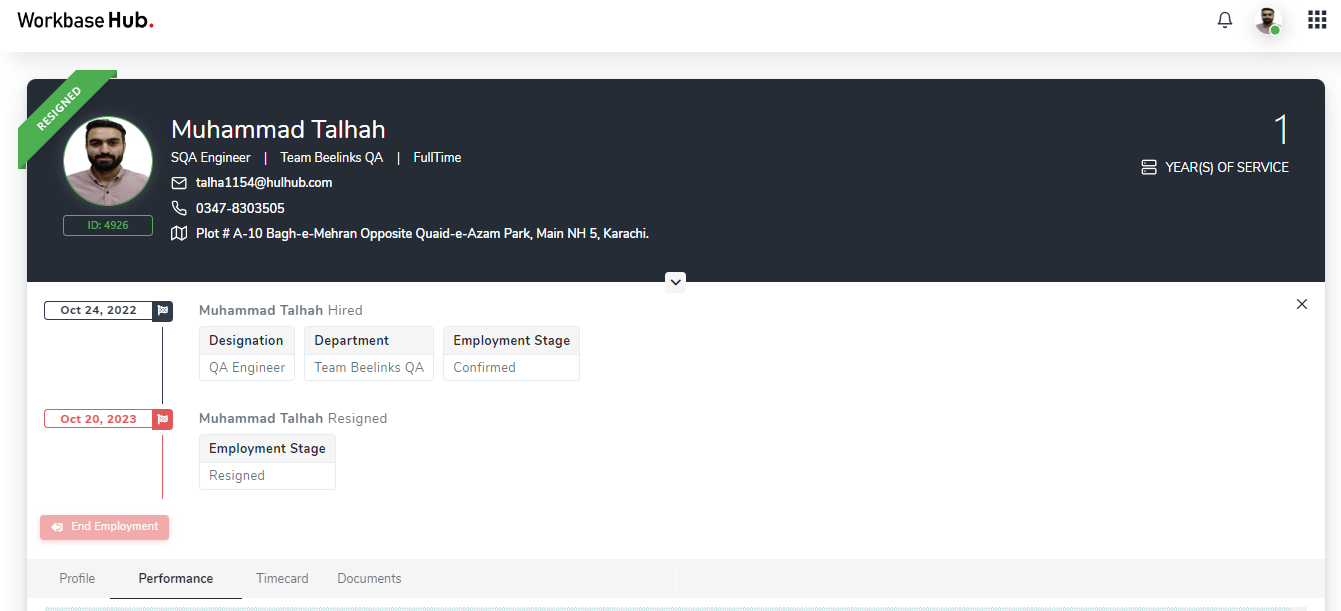 Workbase Hub.
RESIGNED
Muhammad Talhah
1
SQA Engineer | Team Beelinks QA | FullTime
YEAR(S) OF SERVICE
talha1154@hulhub.com
0347-8303505
ID: 4926
Plot # A-10 Bagh-e-Mehran Opposite Quaid-e-Azam Park, Main NH 5, Karachi.
Oct 24, 2022
Muhammad Talhah Hired
Designation Department Employment Stage
QA Engineer Team Beelinks QA Confirmed
Oct 20, 2023
Muhammad Talhah Resigned
Employment Stage
Resigned
End Employment
Profile Performance Timecard Documents